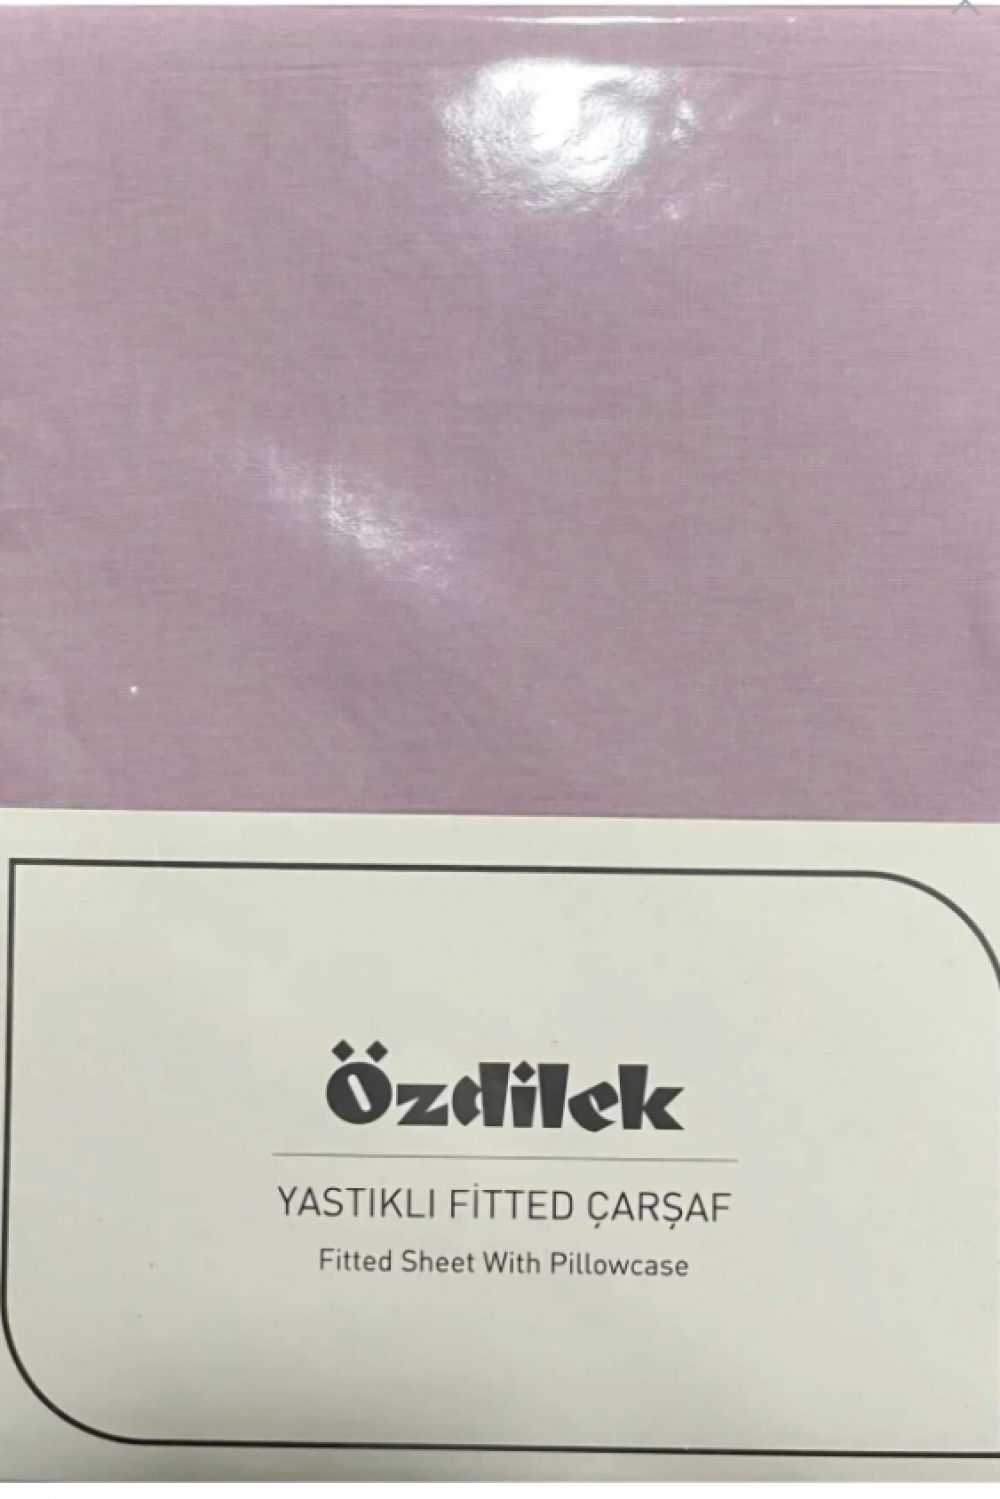 Özdilek
YASTIKLI FİTTED ÇARŞAF
Fitted Sheet With Pillowcase